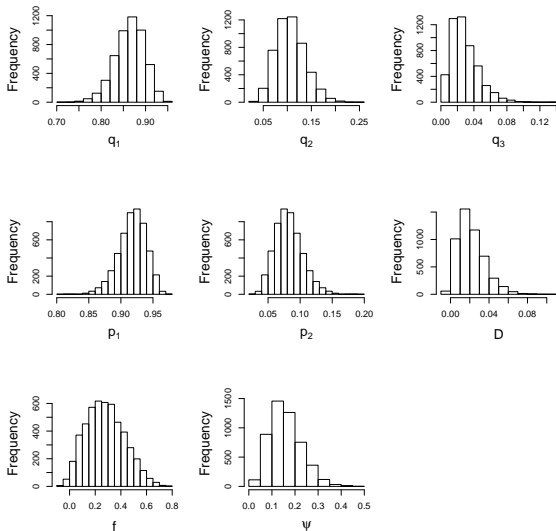 Frequency
0 400 800 1200
0.70 0.80 0.90
q1
Frequency
0 400 800 1200
0.05 0.15 0.25
q2
Frequency
0 400 800 1200
0.00 0.04 0.08 0.12
q3
Frequency
0 200 600
0.80 0.85 0.90 0.95
p1
Frequency
0 200 600
0.05 0.10 0.15 0.20
p2
Frequency
0 500 1000
0.00 0.04 0.08
D
Frequency
0 200 400 600
0.0 0.2 0.4 0.6 0.8
f
Frequency
0 500 1000 1500
0.0 0.1 0.2 0.3 0.4 0.5
ψ